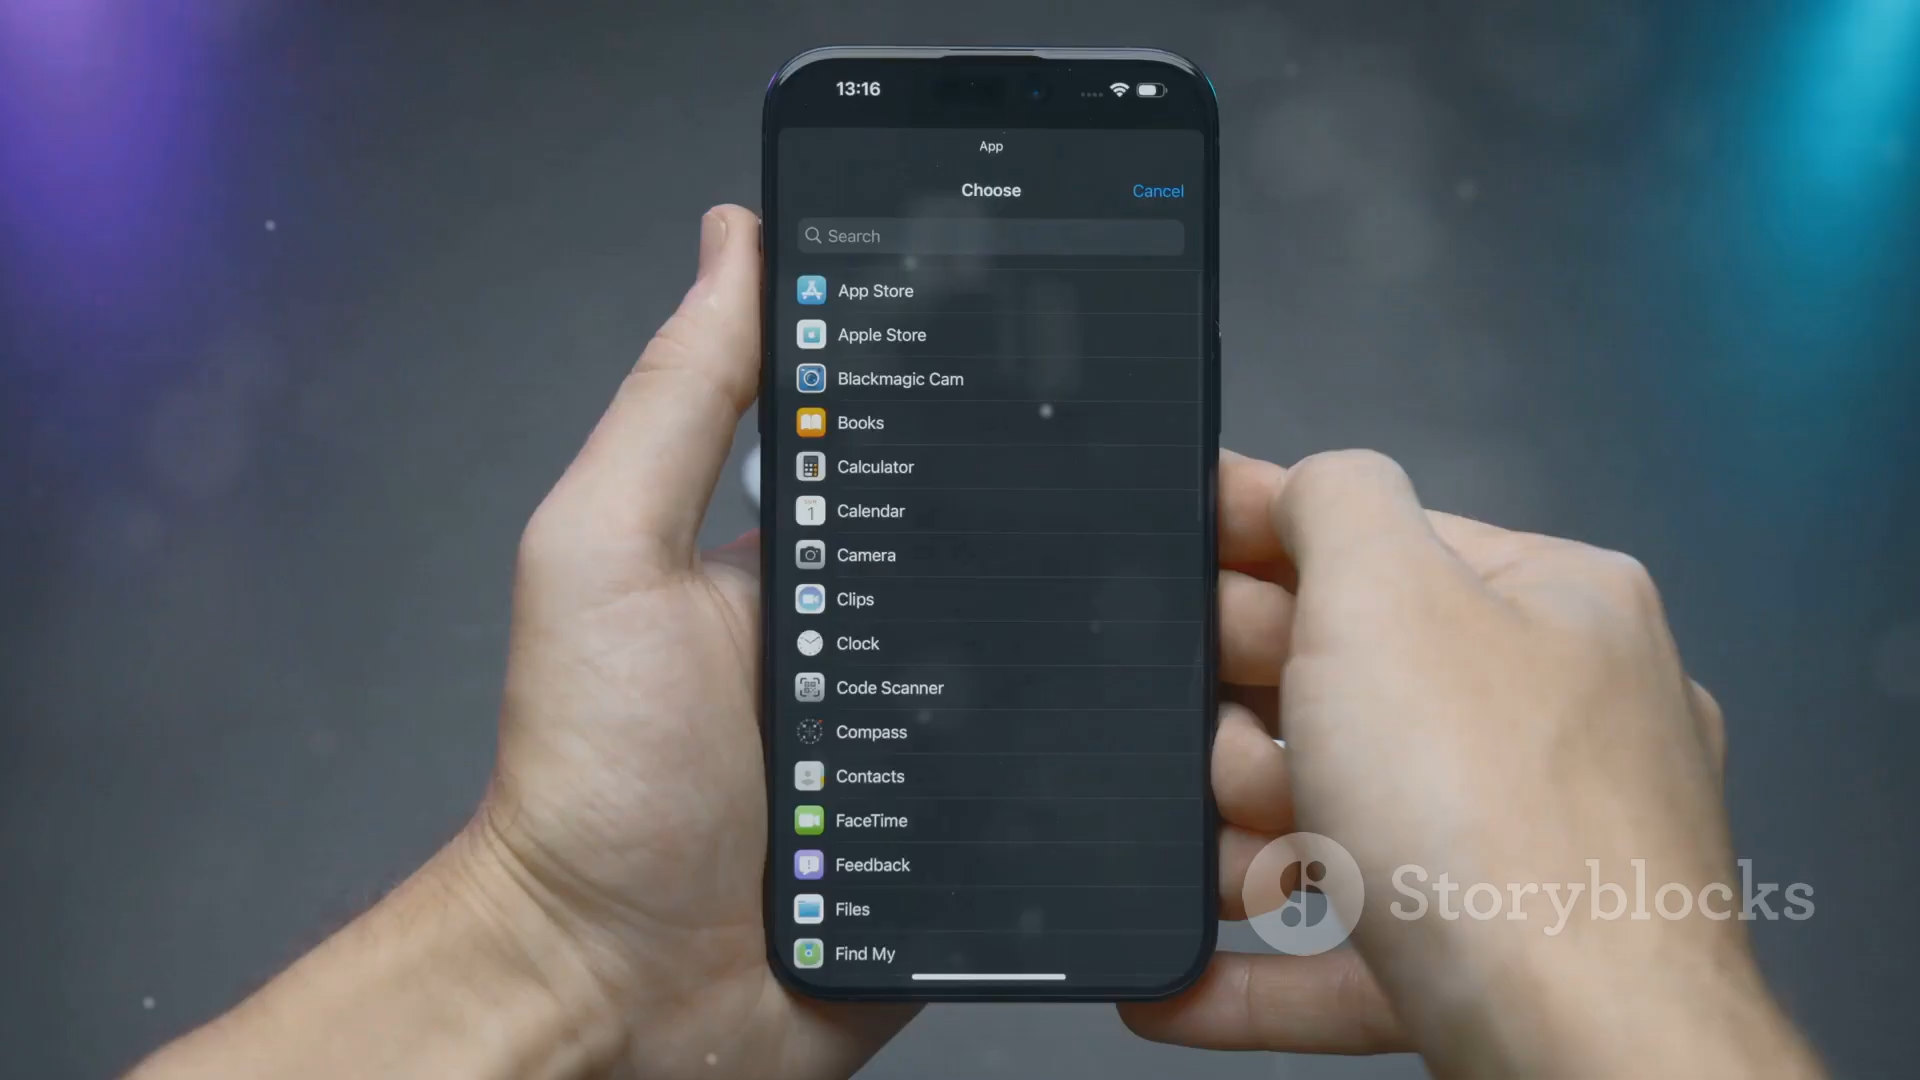 13:16
App
Choose
Cancel
Search
App Store
Apple Store
Blackmagic Cam
Books
Calculator
1
Calendar
Camera
Clips
Clock
Code Scanner
Compass
Contacts
FaceTime
Feedback
Files
Find My
Storyblocks